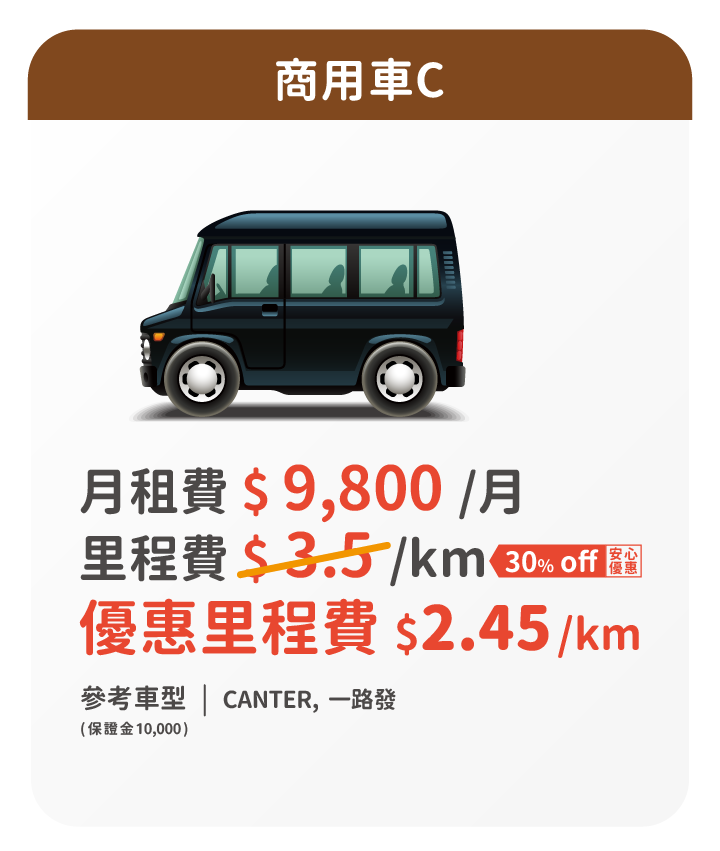 商用車C
月租費 $ 9,800 /月
里程費 $ 3.5 /km 30% off 安心優惠
優惠里程費 $2.45/km
參考車型 | CANTER, 一路發
(保證金10,000)